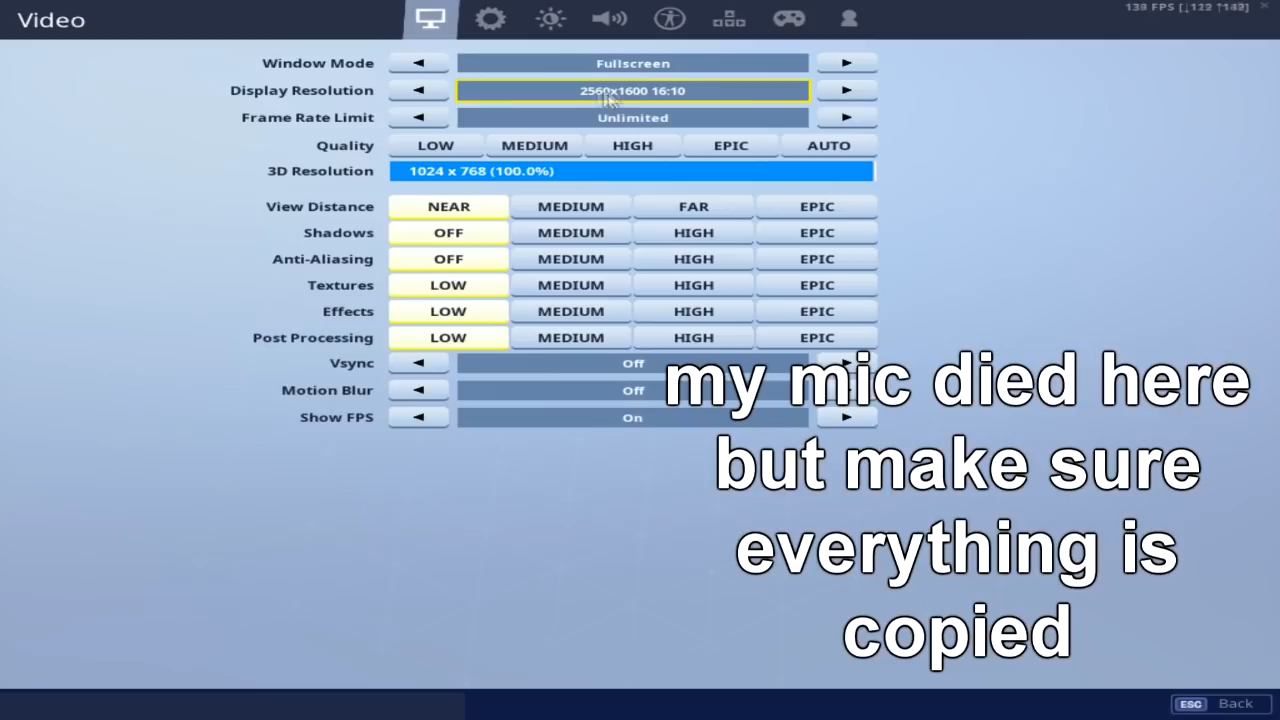 Video
Window Mode Fullscreen
Display Resolution 2560x1600 16:10
Frame Rate Limit Unlimited
Quality LOW MEDIUM HIGH EPIC AUTO
3D Resolution 1024 x 768 (100.0%)
View Distance NEAR MEDIUM FAR EPIC
Shadows OFF MEDIUM HIGH EPIC
Anti-Aliasing OFF MEDIUM HIGH EPIC
Textures LOW MEDIUM HIGH EPIC
Effects LOW MEDIUM HIGH EPIC
Post Processing LOW MEDIUM HIGH EPIC
Vsync Off
Motion Blur Off
Show FPS On
my mic died here
but make sure
everything is
copied
ESC Back